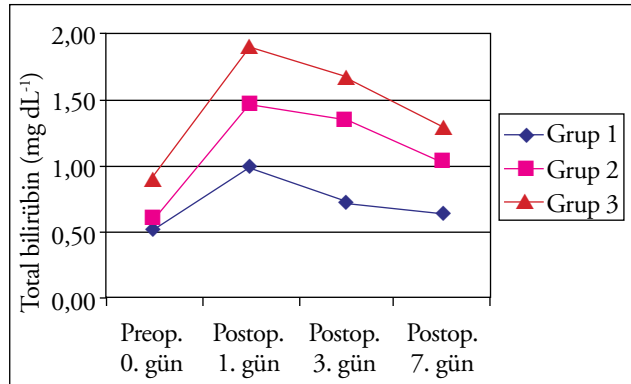 Total bilirübin (mg dL-1)
2,00
1,50
1,00
0,50
0,00
Preop.
0. gün
Postop.
1. gün
Postop.
3. gün
Postop.
7. gün
Grup 1
Grup 2
Grup 3